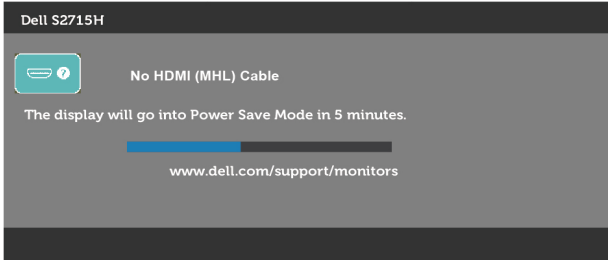 Dell S2715H
?
No HDMI (MHL) Cable
The display will go into Power Save Mode in 5 minutes.
www.dell.com/support/monitors